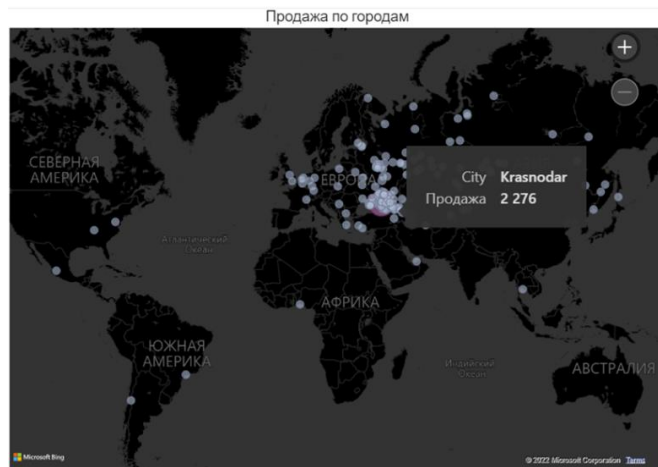 Продажа по городам
СЕВЕРНАЯ
АМЕРИКА
ЕВРОПА
City Krasnodar
Продажа 2 276
Атлантический
Океан
АФРИКА
ЮЖНАЯ
АМЕРИКА
Индийский
Океан
АВСТРАЛИЯ
Microsoft Bing
© 2022 Microsoft Corporation Terms